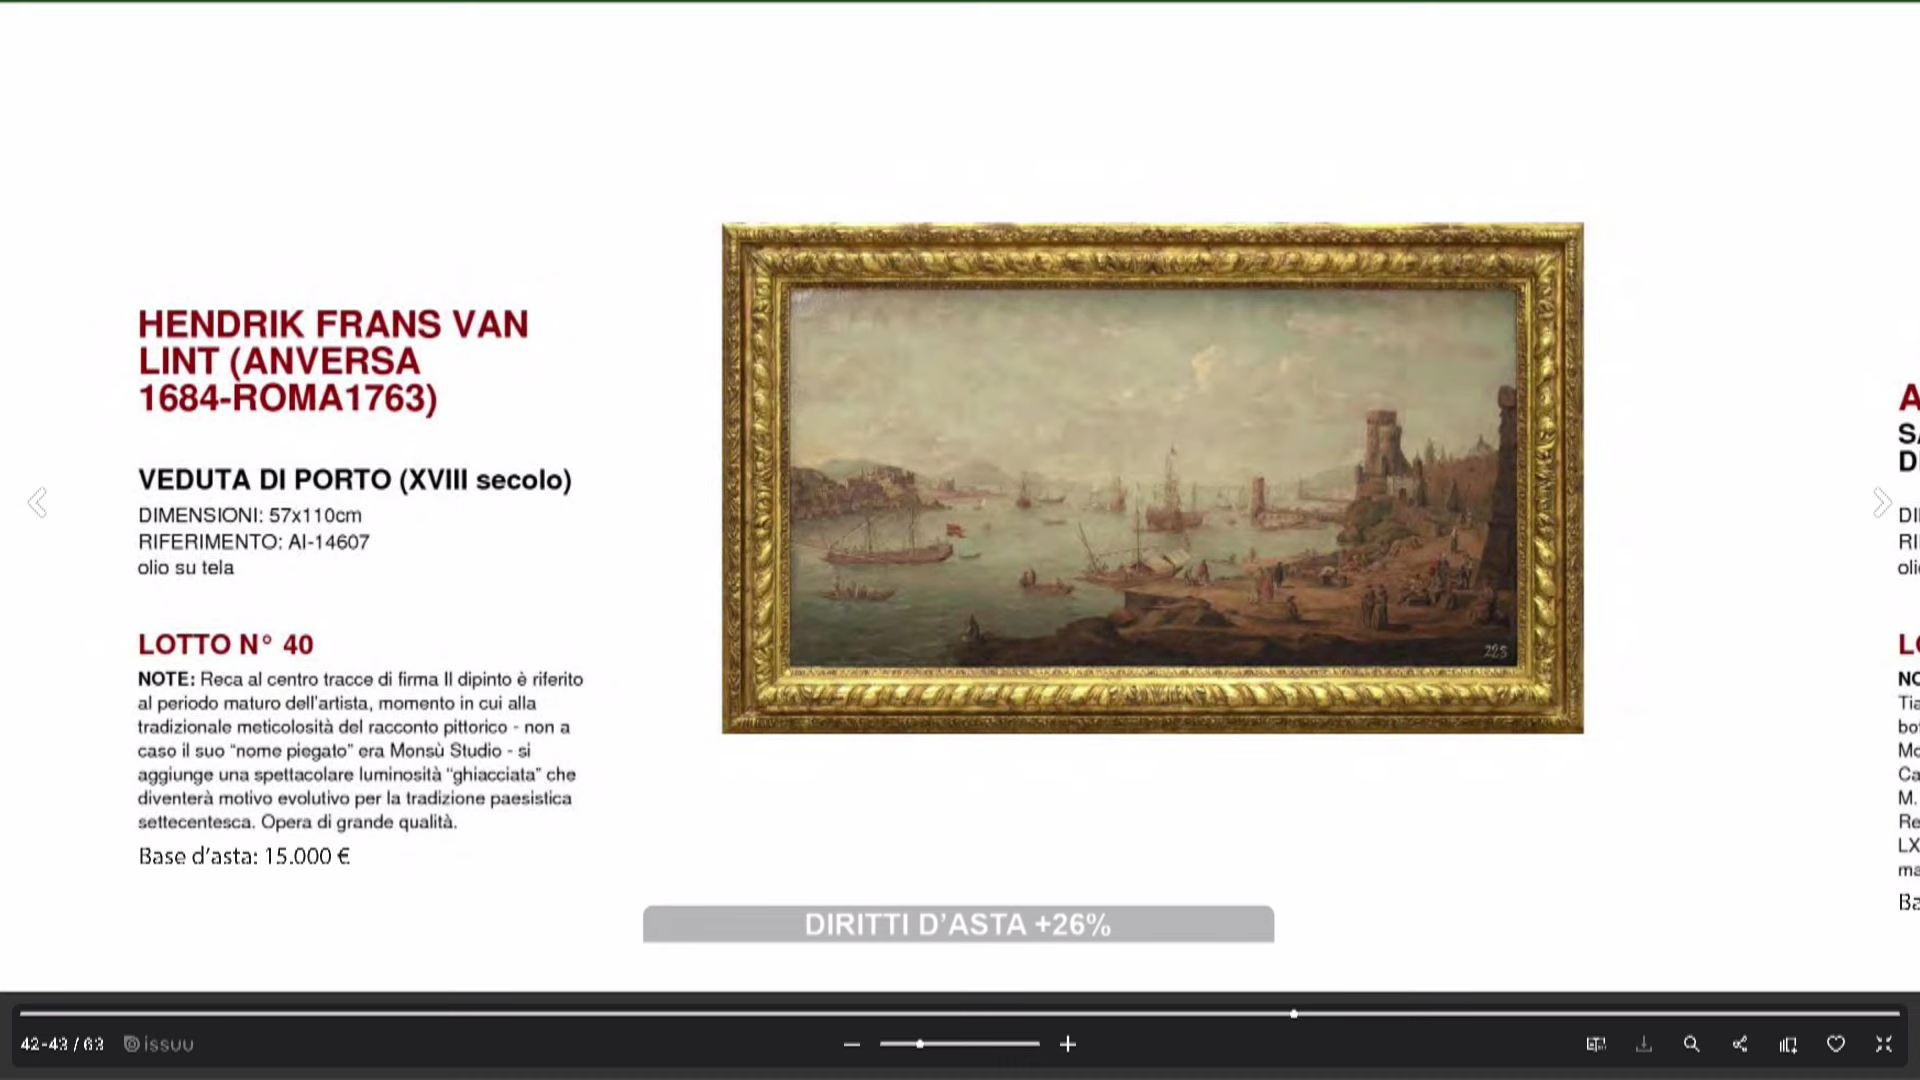 HENDRIK FRANS VAN
LINT (ANVERSA
1684-ROMA1763)
VEDUTA DI PORTO (XVIII secolo)
DIMENSIONI: 57x110cm
RIFERIMENTO: AI-14607
olio su tela
LOTTO N° 40
NOTE: Reca al centro tracce di firma Il dipinto è riferito
al periodo maturo dell'artista, momento in cui alla
tradizionale meticolosità del racconto pittorico - non a
caso il suo "nome piegato" era Monsù Studio - si
aggiunge una spettacolare luminosità "ghiacciata" che
diventerà motivo evolutivo per la tradizione paesistica
settecentesca. Opera di grande qualità.
Base d'asta: 15.000 €
223
DIRITTI D'ASTA +26%
42-43 / 63 issuu